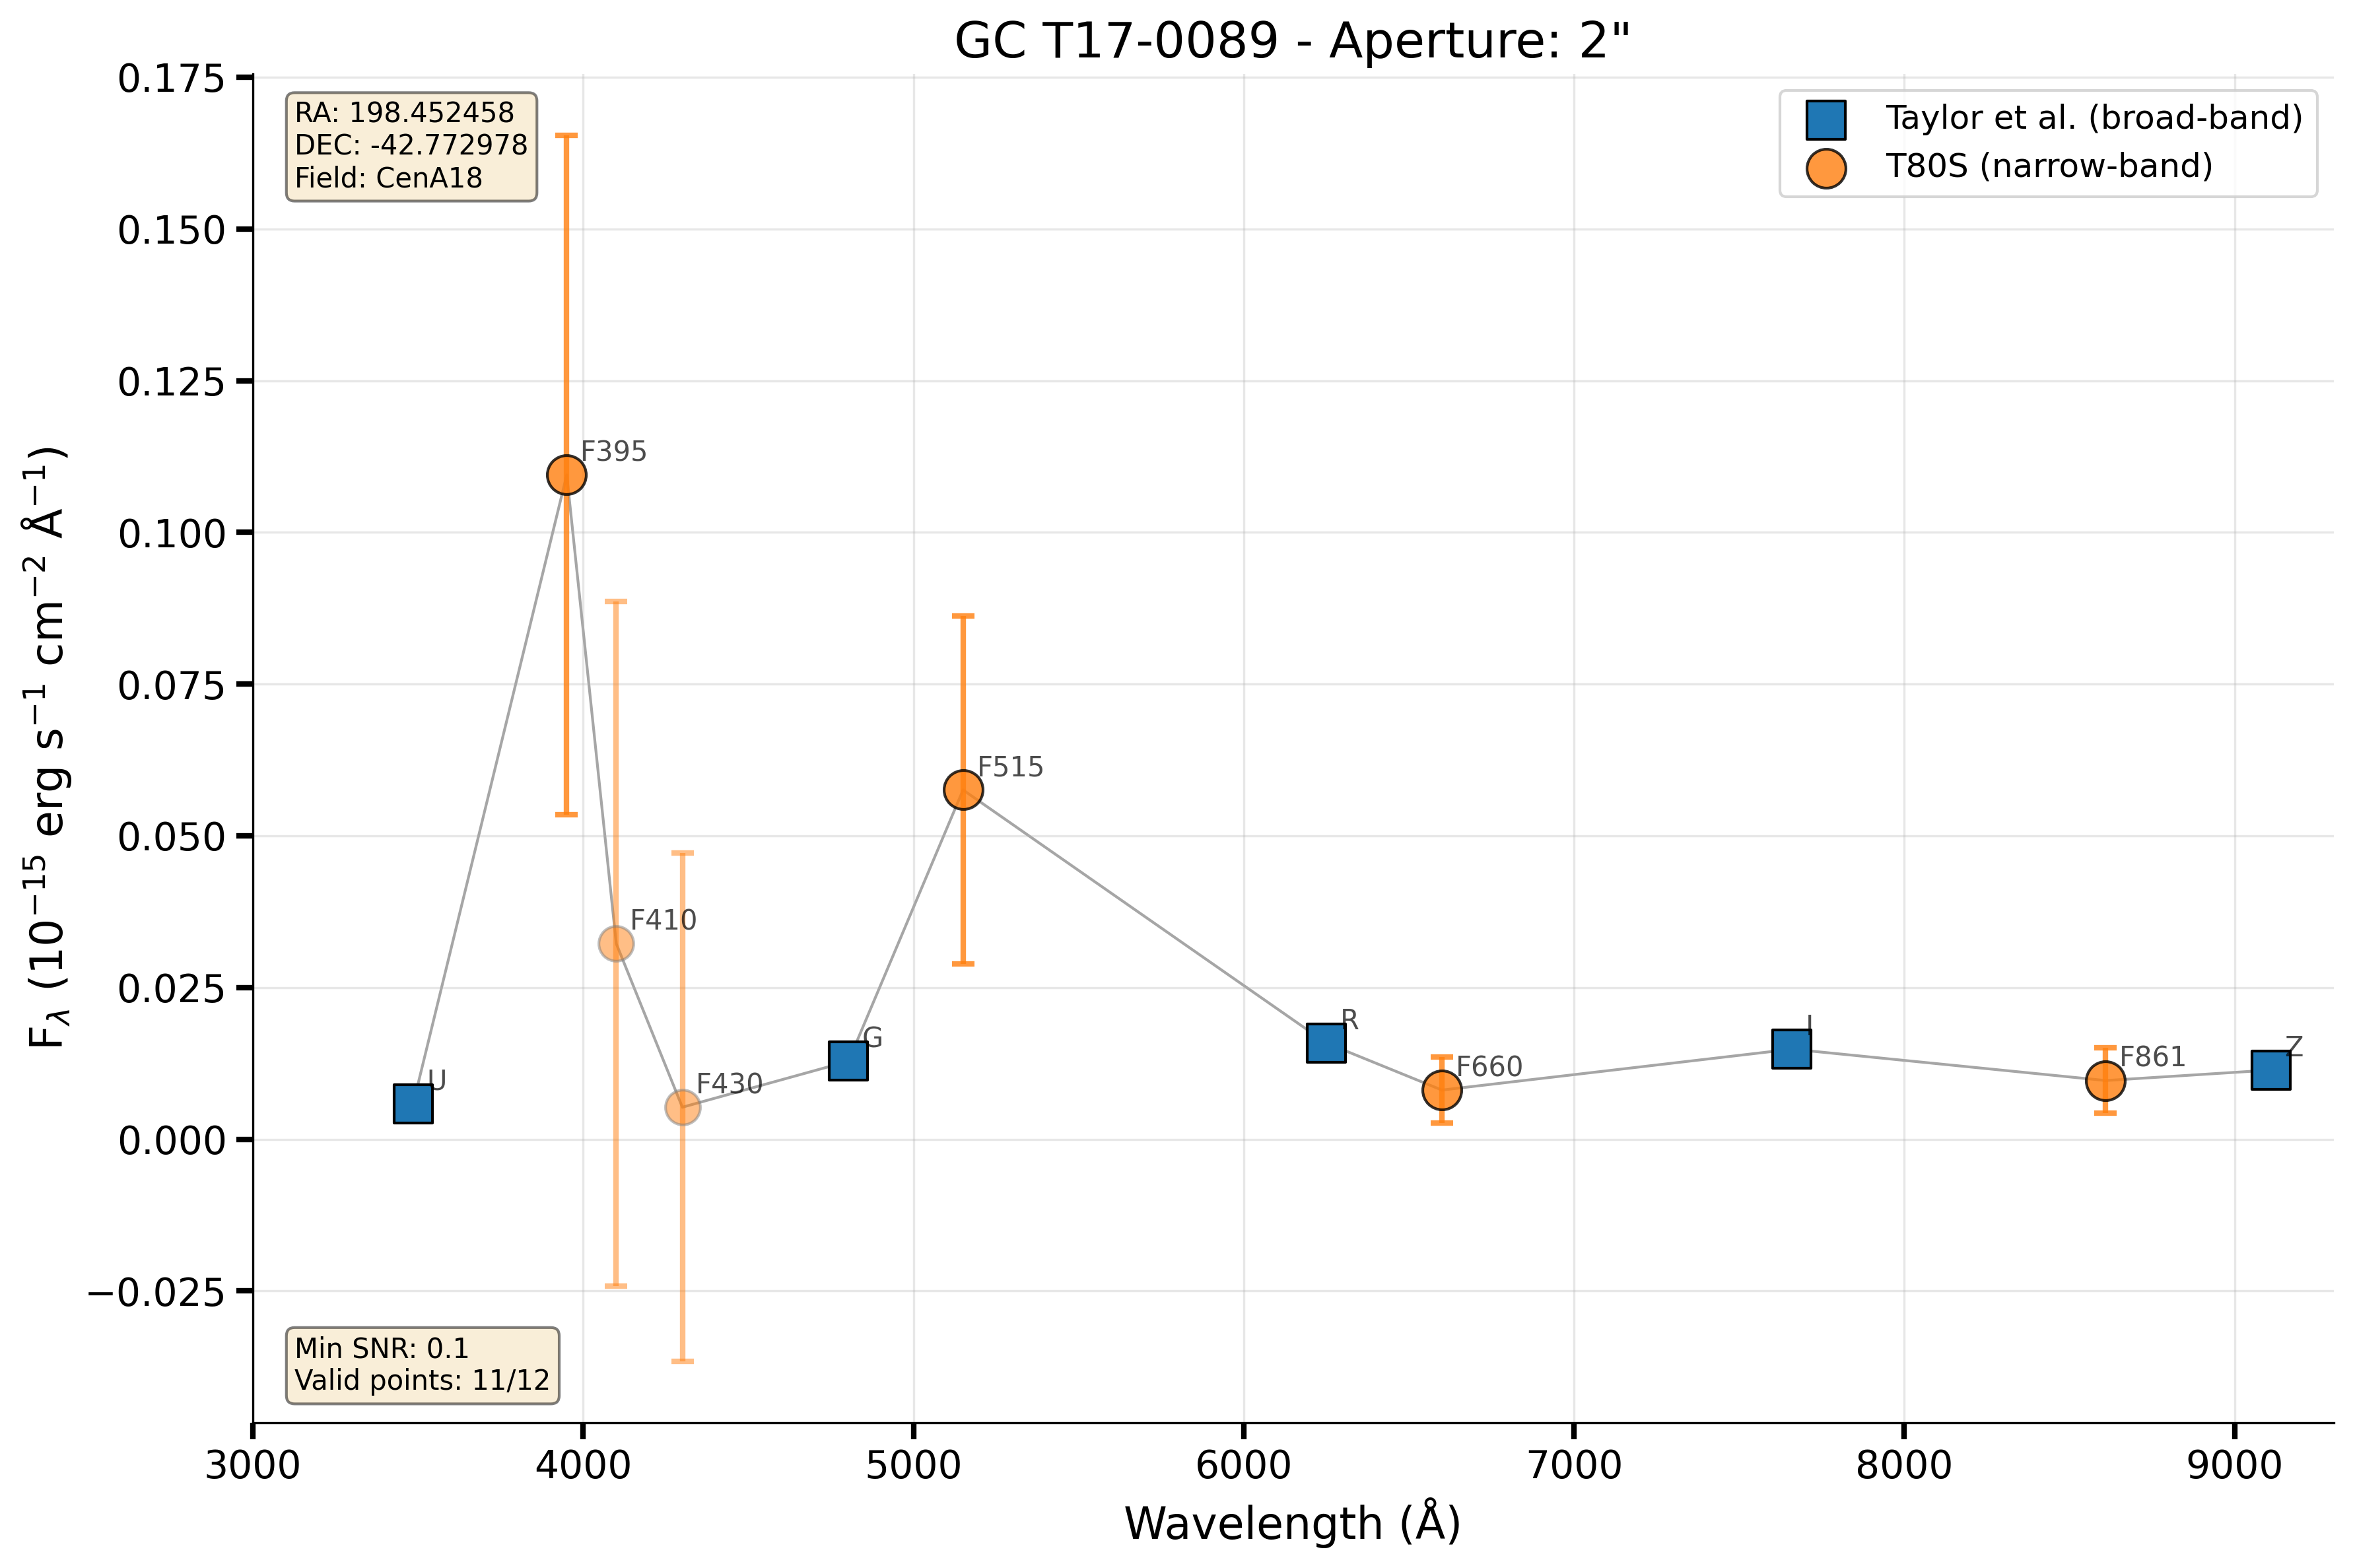 GC T17-0089 - Aperture: 2"
RA: 198.452458
DEC: -42.772978
Field: CenA18
Taylor et al. (broad-band)
T80S (narrow-band)
0.175
0.150
0.125
0.100
0.075
0.050
0.025
0.000
−0.025
F_λ (10⁻¹⁵ erg s⁻¹ cm⁻² Å⁻¹)
F395
F515
F410
F430
U
G
R
F660
I
F861
Z
Min SNR: 0.1
Valid points: 11/12
3000 4000 5000 6000 7000 8000 9000
Wavelength (Å)